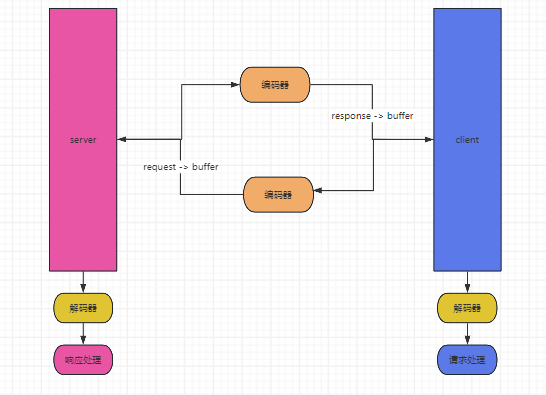 编码器
response -> buffer
server
client
request -> buffer
编码器
解码器
解码器
响应处理
请求处理